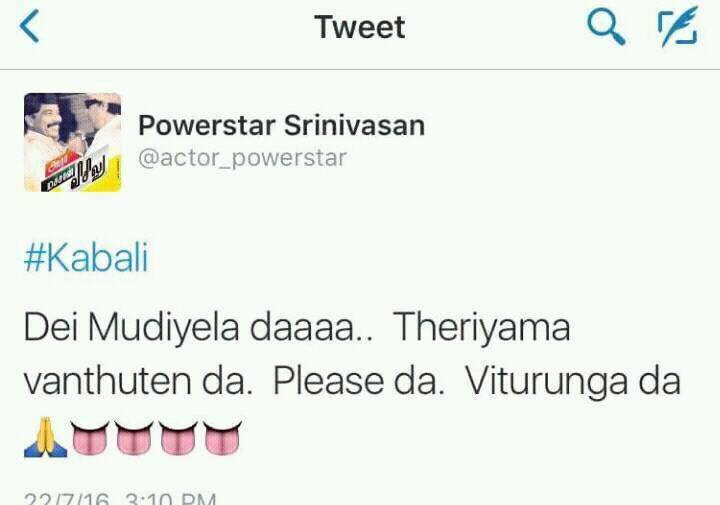 Tweet
Powerstar Srinivasan
@actor_powerstar
#Kabali
Dei Mudiyela daaaa.. Theriyama
vanthuten da. Please da. Viturunga da
🙏👅👅👅👅
22/7/16 3:10 PM